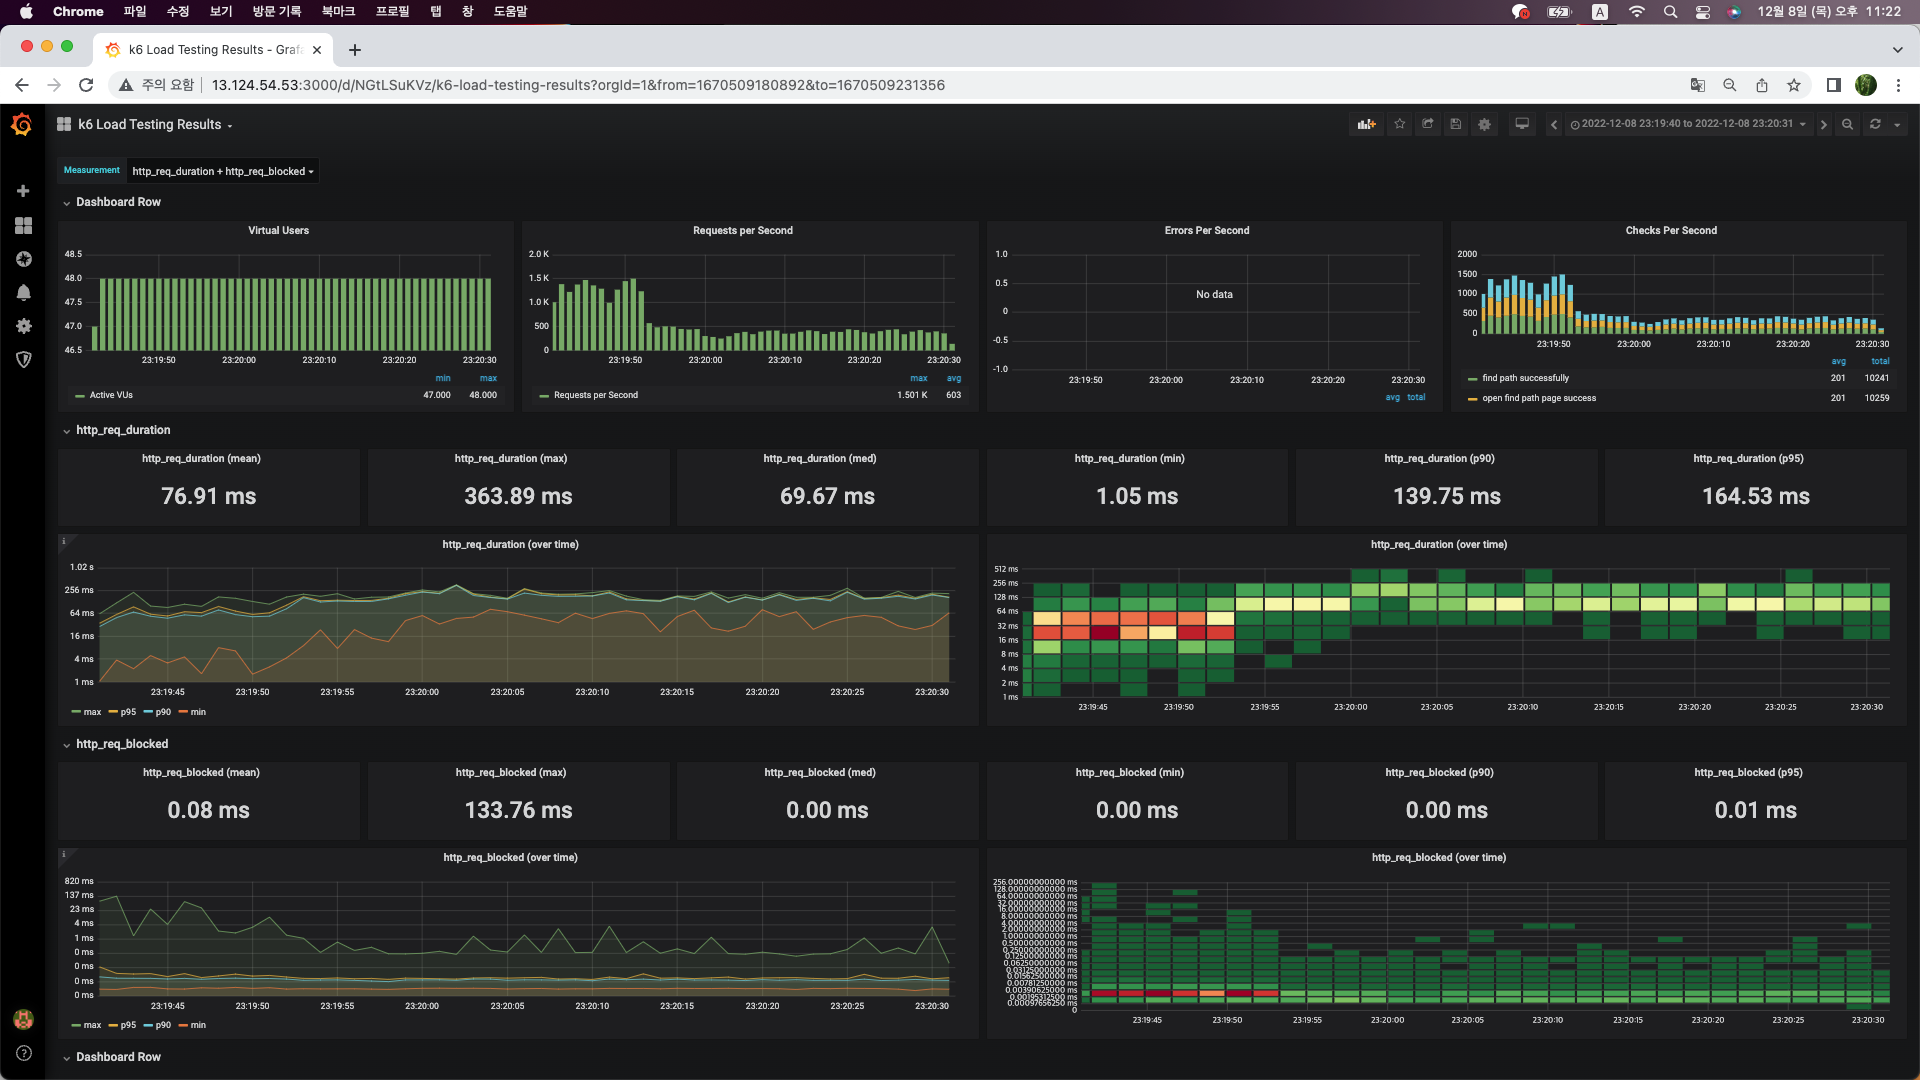 Chrome 파일 수정 보기 방문 기록 북마크 프로필 탭 창 도움말 A 12월 8일 (목) 오후 11:22
k6 Load Testing Results - Grafa
주의 요함 13.124.54.53:3000/d/NGtLSuKVz/k6-load-testing-results?orgId=1&from=1670509180892&to=1670509231356
k6 Load Testing Results
2022-12-08 23:19:40 to 2022-12-08 23:20:31
Measurement http_req_duration + http_req_blocked
Dashboard Row
Virtual Users
48.5
48.0
47.5
47.0
46.5
23:19:50 23:20:00 23:20:10 23:20:20 23:20:30
min max
Active VUs 47.000 48.000
Requests per Second
2.0 K
1.5 K
1.0 K
500
0
23:19:50 23:20:00 23:20:10 23:20:20 23:20:30
max avg
Requests per Second 1.501 K 603
Errors Per Second
1.0
0.5
0
-0.5
-1.0
No data
23:19:50 23:20:00 23:20:10 23:20:20 23:20:30
avg total
Checks Per Second
2000
1500
1000
500
0
23:19:50 23:20:00 23:20:10 23:20:20 23:20:30
avg total
find path successfully 201 10241
open find path page success 201 10259
http_req_duration
http_req_duration (mean)
76.91 ms
http_req_duration (max)
363.89 ms
http_req_duration (med)
69.67 ms
http_req_duration (min)
1.05 ms
http_req_duration (p90)
139.75 ms
http_req_duration (p95)
164.53 ms
http_req_duration (over time)
1.02 s
256 ms
64 ms
16 ms
4 ms
1 ms
23:19:45 23:19:50 23:19:55 23:20:00 23:20:05 23:20:10 23:20:15 23:20:20 23:20:25 23:20:30
max p95 p90 min
http_req_duration (over time)
512 ms
256 ms
128 ms
64 ms
32 ms
16 ms
8 ms
4 ms
2 ms
1 ms
23:19:45 23:19:50 23:19:55 23:20:00 23:20:05 23:20:10 23:20:15 23:20:20 23:20:25 23:20:30
http_req_blocked
http_req_blocked (mean)
0.08 ms
http_req_blocked (max)
133.76 ms
http_req_blocked (med)
0.00 ms
http_req_blocked (min)
0.00 ms
http_req_blocked (p90)
0.00 ms
http_req_blocked (p95)
0.01 ms
http_req_blocked (over time)
820 ms
137 ms
23 ms
4 ms
1 ms
0 ms
0 ms
0 ms
0 ms
23:19:45 23:19:50 23:19:55 23:20:00 23:20:05 23:20:10 23:20:15 23:20:20 23:20:25 23:20:30
max p95 p90 min
http_req_blocked (over time)
256.00000000000 ms
128.00000000000 ms
64.00000000000 ms
32.00000000000 ms
16.00000000000 ms
8.00000000000 ms
4.00000000000 ms
2.00000000000 ms
1.00000000000 ms
0.50000000000 ms
0.25000000000 ms
0.12500000000 ms
0.06250000000 ms
0.03125000000 ms
0.01562500000 ms
0.00781250000 ms
0.00390625000 ms
0.00195312500 ms
0.00097656250 ms
0
23:19:45 23:19:50 23:19:55 23:20:00 23:20:05 23:20:10 23:20:15 23:20:20 23:20:25 23:20:30
Dashboard Row